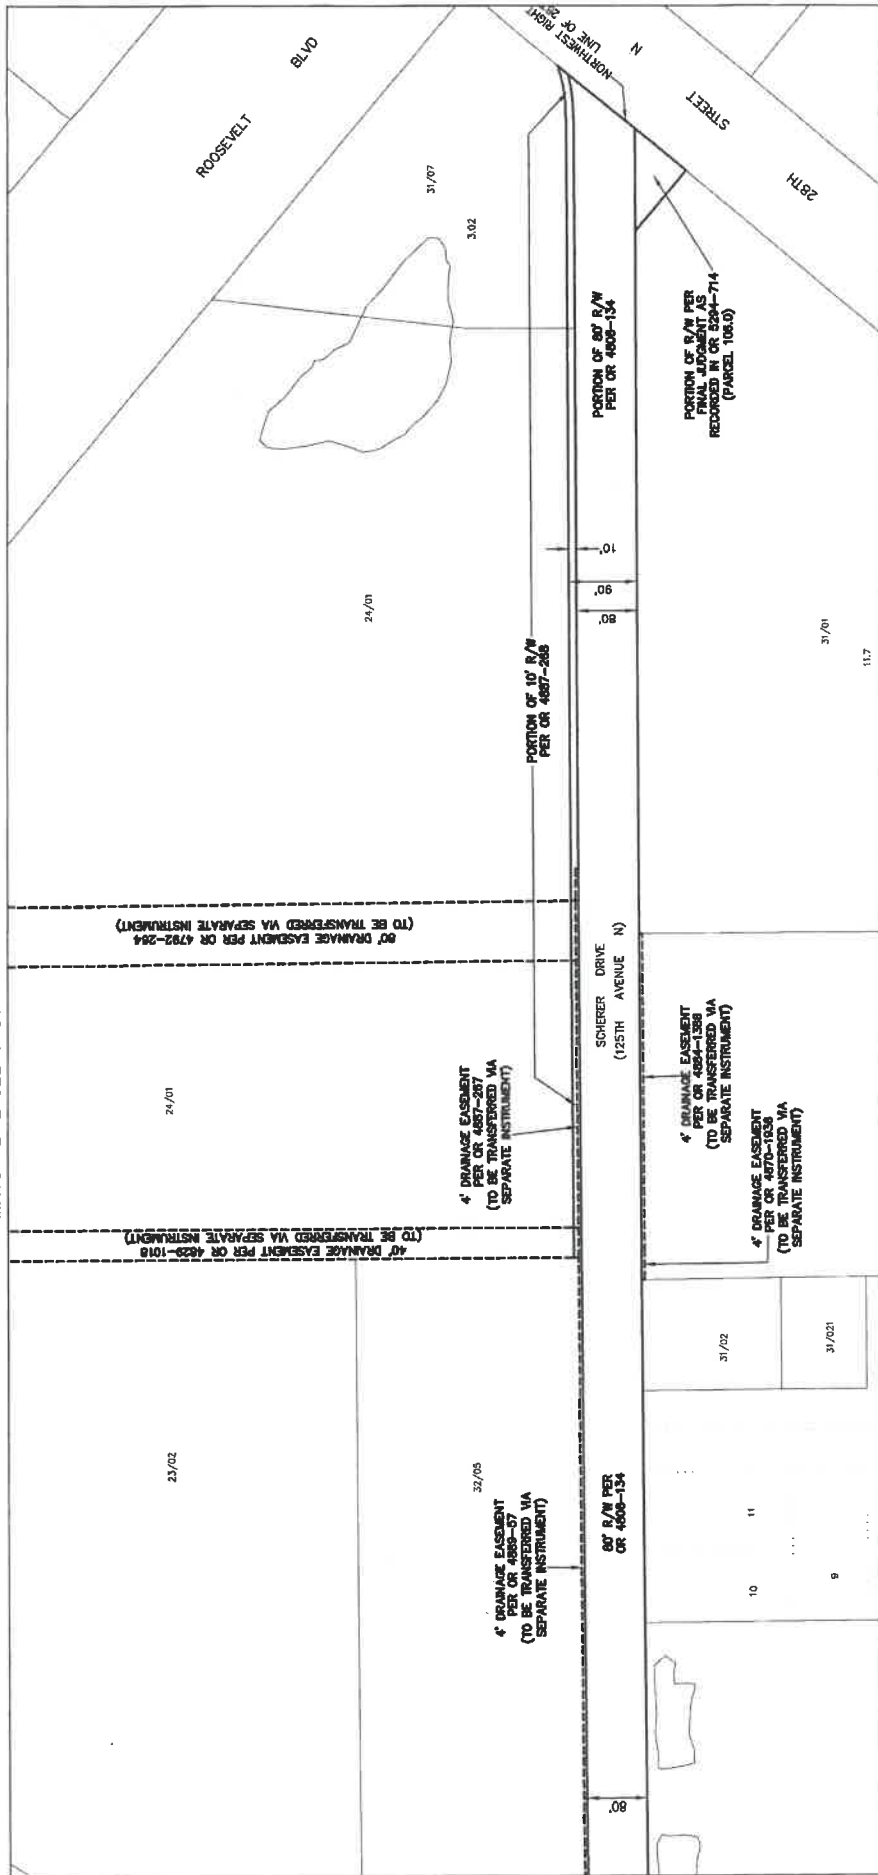 ROOSEVELT
BLVD
NORTHWEST RIGHT
LINE OF 28
N
STREET
28TH
31/07
3.02
24/01
PORTION OF 80' R/W
PER OR 4808-134
PORTION OF R/W PER
FINAL JUDGMENT AS
RECORDED IN OR 5294-714
(PARCEL 106.0)
10'
90'
80'
PORTION OF 10' R/W
PER OR 4887-268
31/01
11.7
60' DRAINAGE EASEMENT PER OR 4792-264
(TO BE TRANSFERRED VIA SEPARATE INSTRUMENT)
SCHERER DRIVE
(125TH AVENUE N)
24/01
4' DRAINAGE EASEMENT
PER OR 4887-267
(TO BE TRANSFERRED VIA
SEPARATE INSTRUMENT)
4' DRAINAGE EASEMENT
PER OR 4884-1388
(TO BE TRANSFERRED VIA
SEPARATE INSTRUMENT)
4' DRAINAGE EASEMENT
PER OR 4870-1936
(TO BE TRANSFERRED VIA
SEPARATE INSTRUMENT)
40' DRAINAGE EASEMENT PER OR 4829-1018
(TO BE TRANSFERRED VIA SEPARATE INSTRUMENT)
31/02
31/021
23/02
32/05
4' DRAINAGE EASEMENT
PER OR 4889-57
(TO BE TRANSFERRED VIA
SEPARATE INSTRUMENT)
80' R/W PER
OR 4808-134
11
10
9
80'